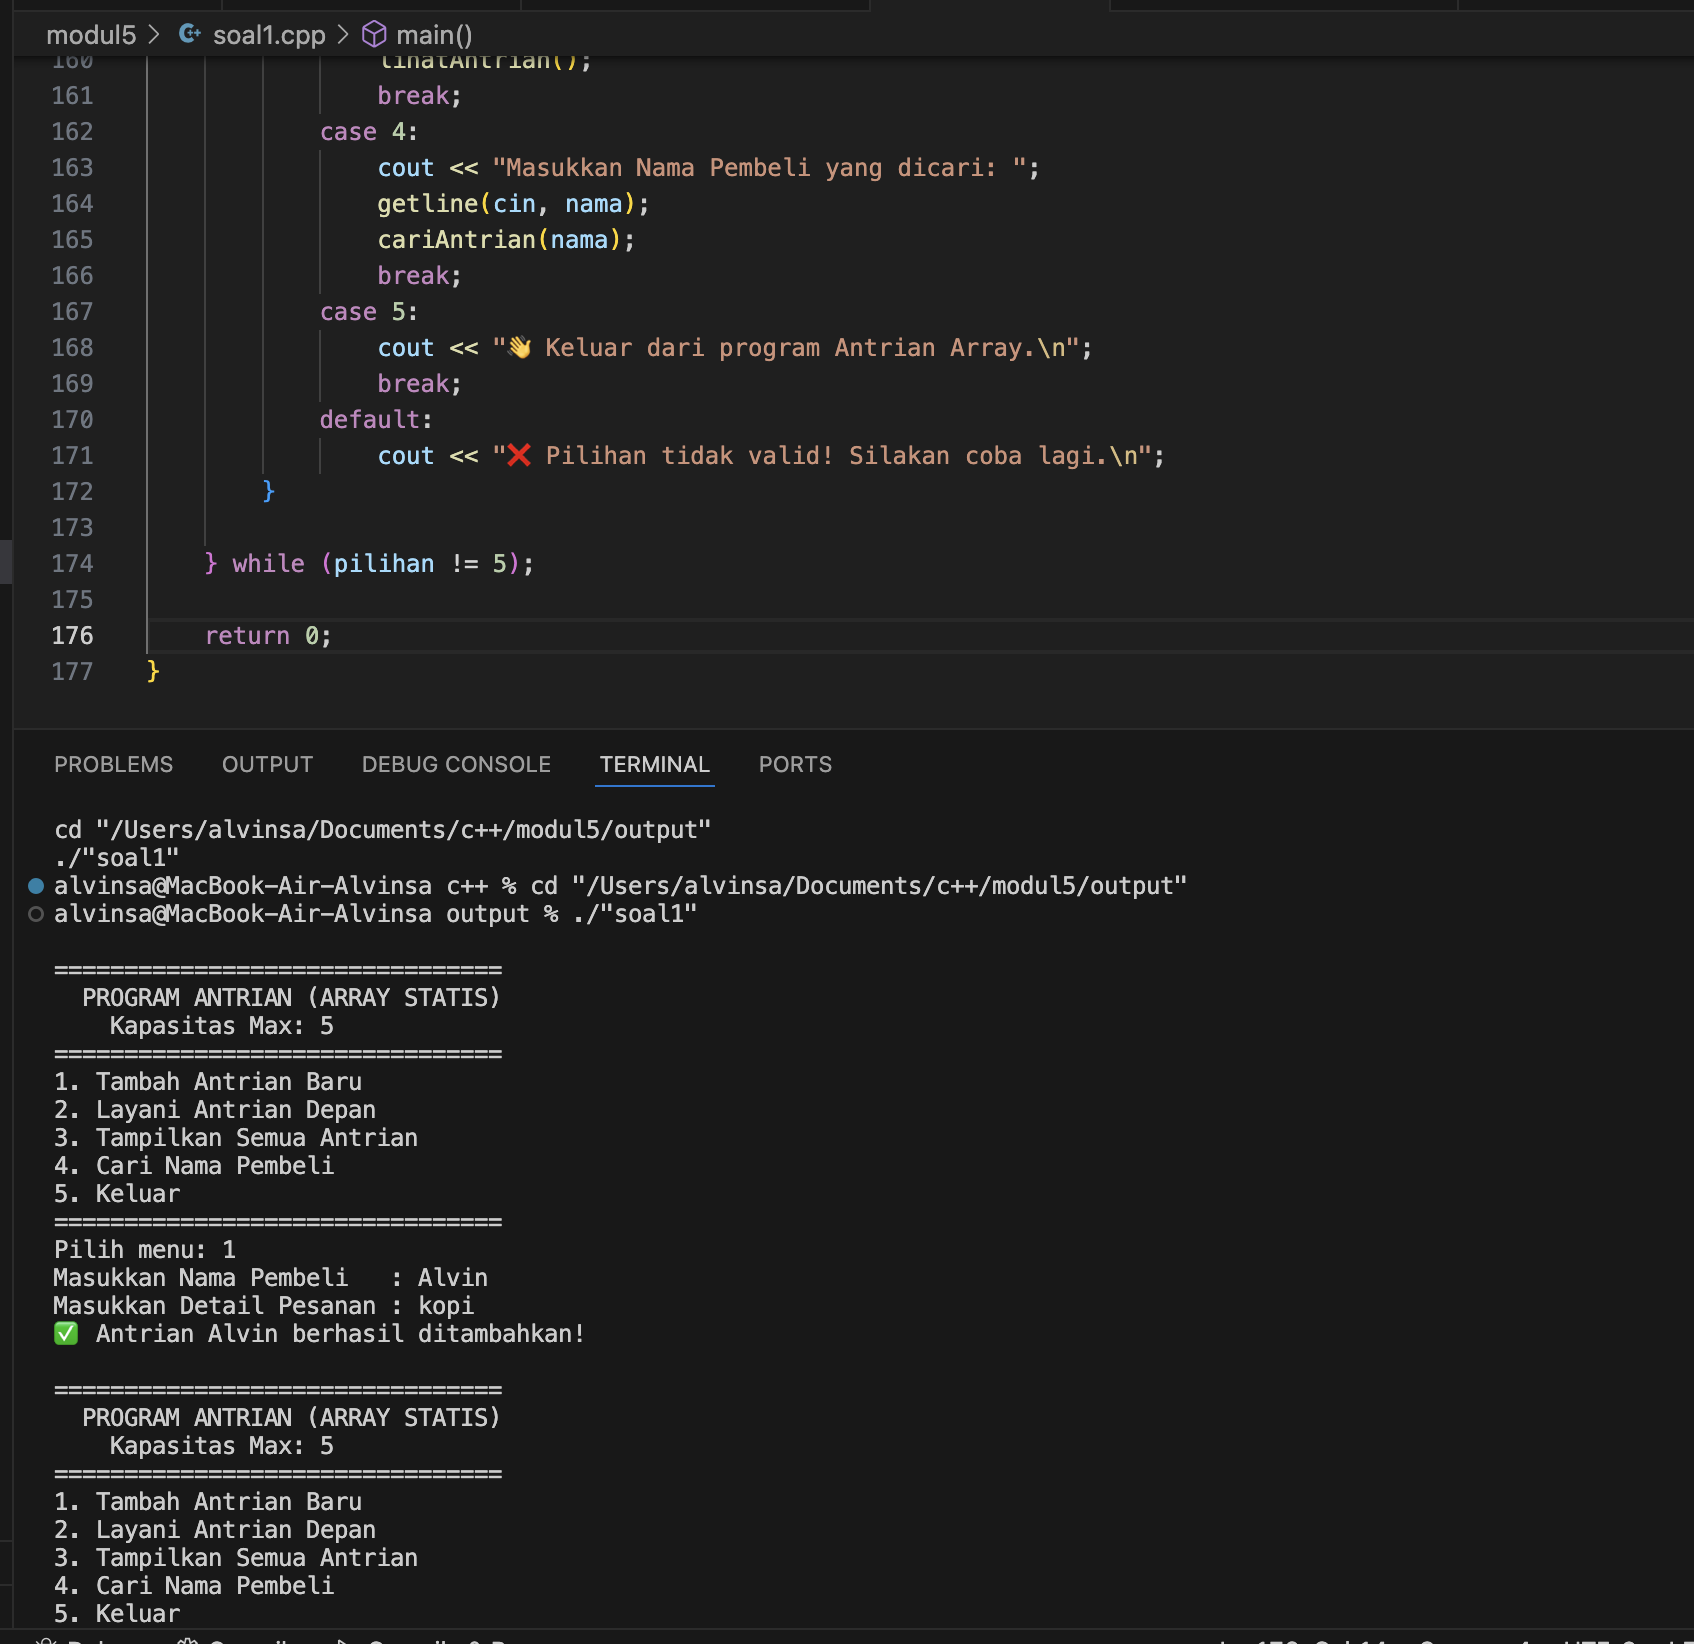 modul5 > soal1.cpp > main()
160 lihatAntrian();
161 break;
162 case 4:
163 cout << "Masukkan Nama Pembeli yang dicari: ";
164 getline(cin, nama);
165 cariAntrian(nama);
166 break;
167 case 5:
168 cout << "👋 Keluar dari program Antrian Array.\n";
169 break;
170 default:
171 cout << "❌ Pilihan tidak valid! Silakan coba lagi.\n";
172 }
173
174 } while (pilihan != 5);
175
176 return 0;
177 }
PROBLEMS OUTPUT DEBUG CONSOLE TERMINAL PORTS
cd "/Users/alvinsa/Documents/c++/modul5/output"
./"soal1"
alvinsa@MacBook-Air-Alvinsa c++ % cd "/Users/alvinsa/Documents/c++/modul5/output"
alvinsa@MacBook-Air-Alvinsa output % ./"soal1"
================================
PROGRAM ANTRIAN (ARRAY STATIS)
Kapasitas Max: 5
================================
1. Tambah Antrian Baru
2. Layani Antrian Depan
3. Tampilkan Semua Antrian
4. Cari Nama Pembeli
5. Keluar
================================
Pilih menu: 1
Masukkan Nama Pembeli   : Alvin
Masukkan Detail Pesanan : kopi
✅ Antrian Alvin berhasil ditambahkan!
================================
PROGRAM ANTRIAN (ARRAY STATIS)
Kapasitas Max: 5
================================
1. Tambah Antrian Baru
2. Layani Antrian Depan
3. Tampilkan Semua Antrian
4. Cari Nama Pembeli
5. Keluar